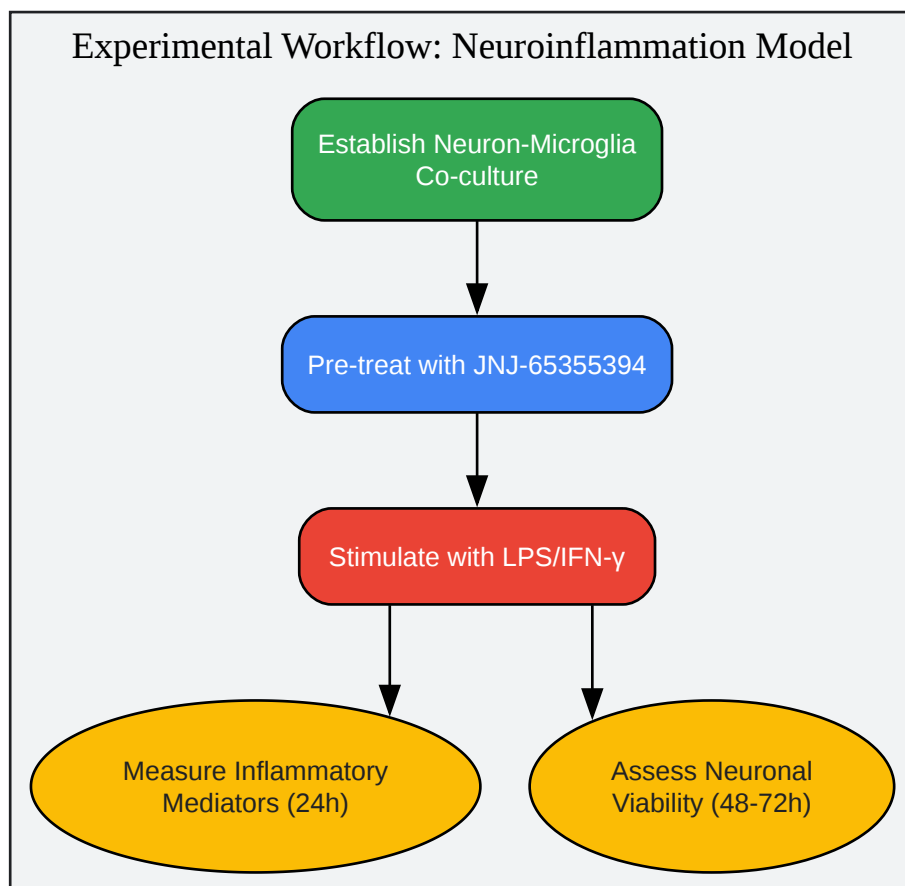 Experimental Workflow: Neuroinflammation Model
Establish Neuron-Microglia
Co-culture
Pre-treat with JNJ-65355394
Stimulate with LPS/IFN-γ
Measure Inflammatory
Mediators (24h)
Assess Neuronal
Viability (48-72h)